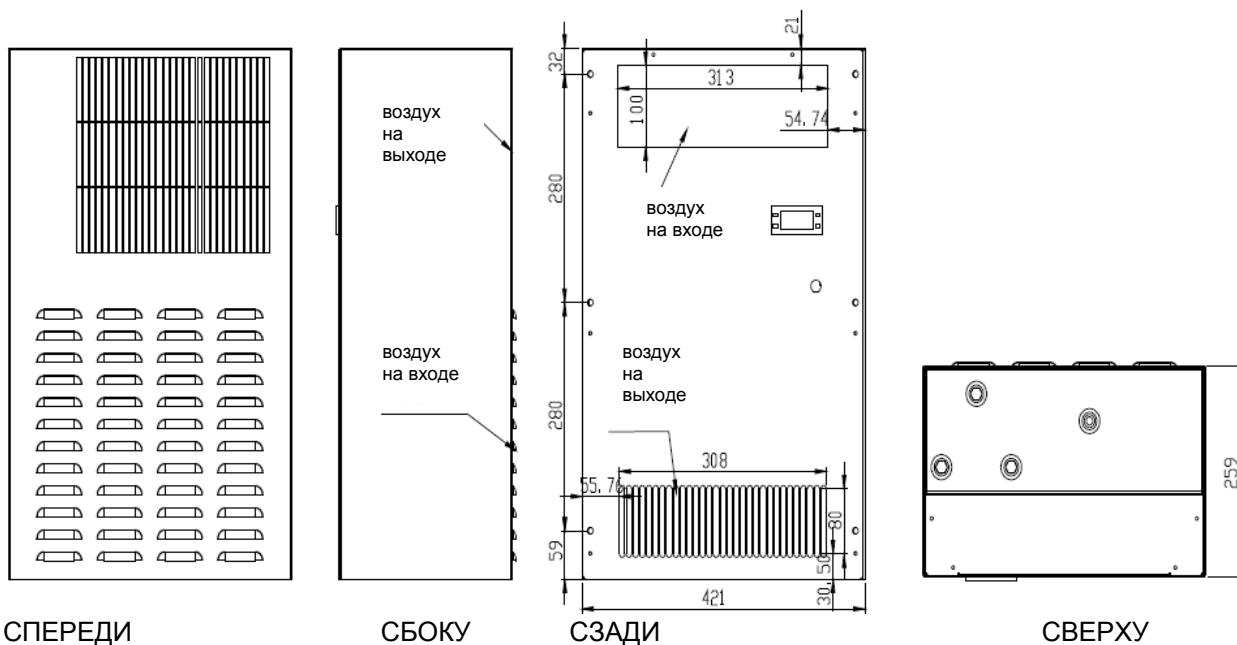 21
32
313
100
54.74
воздух
на
выходе
280
воздух
на входе
воздух
на входе
воздух
на
выходе
280
259
308
55.76
80
59
30,50
421
СПЕРЕДИ
СБОКУ
СЗАДИ
СВЕРХУ